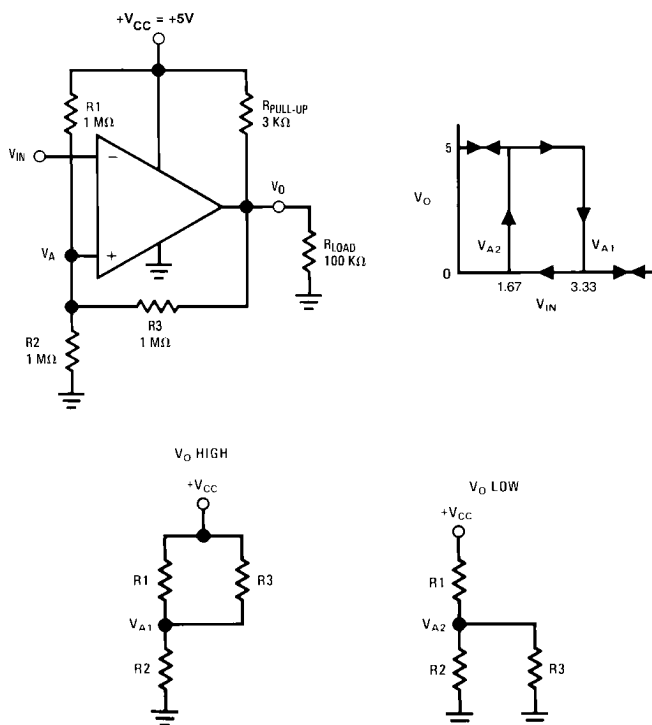 +VCC = +5V
R1
1 MΩ
RPULL-UP
3 KΩ
VIN
−
VO
VA
+
RLOAD
100 KΩ
R3
1 MΩ
R2
1 MΩ
5
VO
VA2
VA1
0
1.67
3.33
VIN
VO HIGH
+VCC
R1
R3
VA1
R2
VO LOW
+VCC
R1
VA2
R2
R3